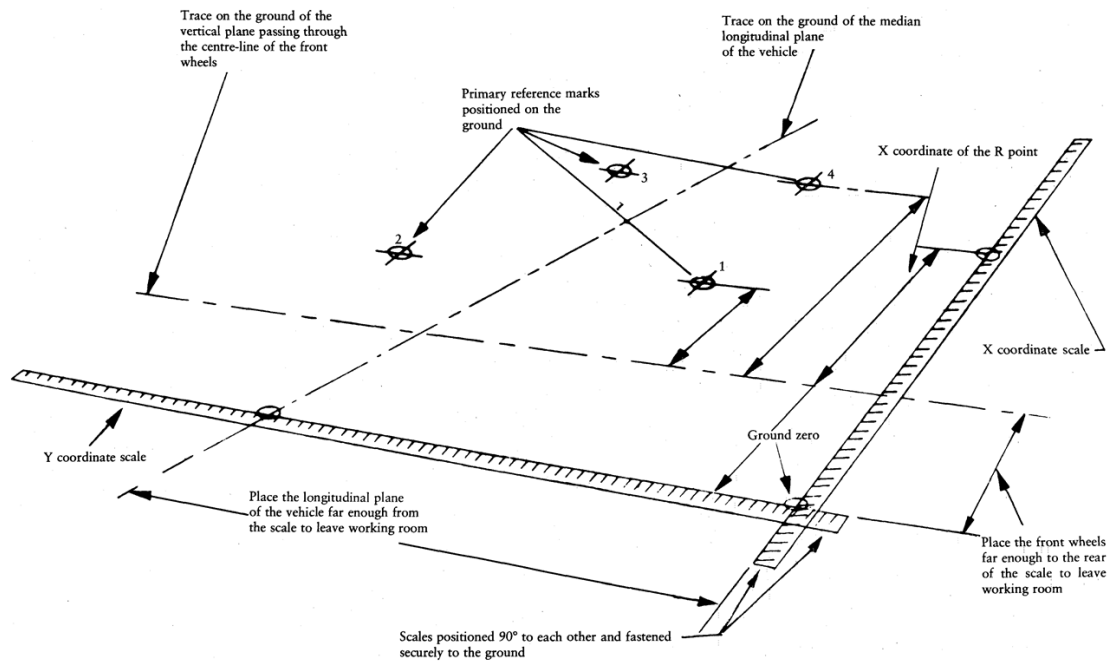 Trace on the ground of the
vertical plane passing through
the centre-line of the front
wheels
Trace on the ground of the median
longitudinal plane
of the vehicle
Primary reference marks
positioned on the
ground
X coordinate of the R point
3
4
2
1
1
X coordinate scale
Y coordinate scale
Ground zero
Place the longitudinal plane
of the vehicle far enough from
the scale to leave working room
Place the front wheels
far enough to the rear
of the scale to leave
working room
Scales positioned 90° to each other and fastened
securely to the ground